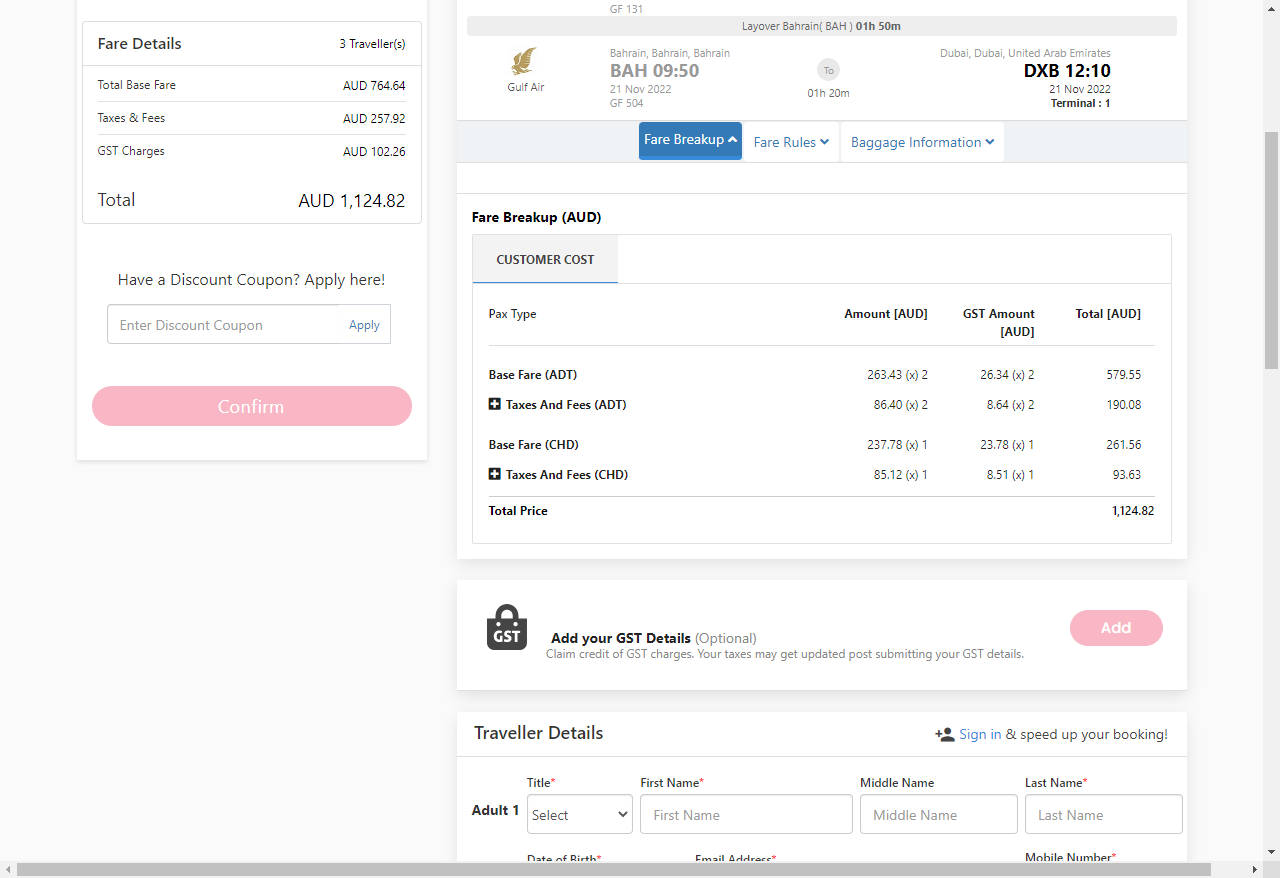 Fare Details 3 Traveller(s)
Total Base Fare AUD 764.64
Taxes & Fees AUD 257.92
GST Charges AUD 102.26
Total AUD 1,124.82
Have a Discount Coupon? Apply here!
Enter Discount Coupon Apply
Confirm
GF 131
Layover Bahrain( BAH ) 01h 50m
Gulf Air
Bahrain, Bahrain, Bahrain
BAH 09:50
21 Nov 2022
GF 504
To
01h 20m
Dubai, Dubai, United Arab Emirates
DXB 12:10
21 Nov 2022
Terminal : 1
Fare Breakup Fare Rules Baggage Information
Fare Breakup (AUD)
CUSTOMER COST
Pax Type Amount [AUD] GST Amount [AUD] Total [AUD]
Base Fare (ADT) 263.43 (x) 2 26.34 (x) 2 579.55
Taxes And Fees (ADT) 86.40 (x) 2 8.64 (x) 2 190.08
Base Fare (CHD) 237.78 (x) 1 23.78 (x) 1 261.56
Taxes And Fees (CHD) 85.12 (x) 1 8.51 (x) 1 93.63
Total Price 1,124.82
GST
Add your GST Details (Optional)
Claim credit of GST charges. Your taxes may get updated post submitting your GST details.
Add
Traveller Details Sign in & speed up your booking!
Title* First Name* Middle Name Last Name*
Adult 1 Select First Name Middle Name Last Name
Date of Birth* Email Address* Mobile Number*